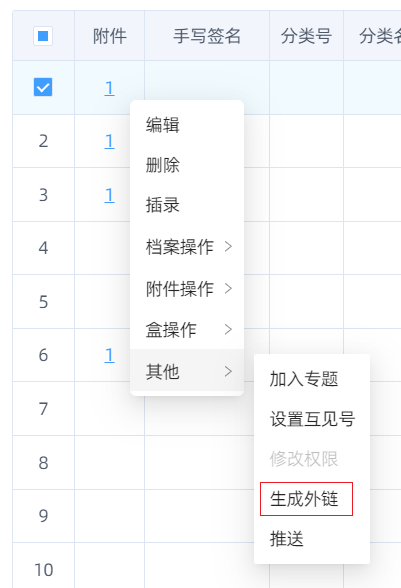 附件 手写签名 分类号 分类名
1
2 1
3 1
4
5
6 1
7
8
9
10
编辑
删除
插录
档案操作
附件操作
盒操作
其他
加入专题
设置互见号
修改权限
生成外链
推送